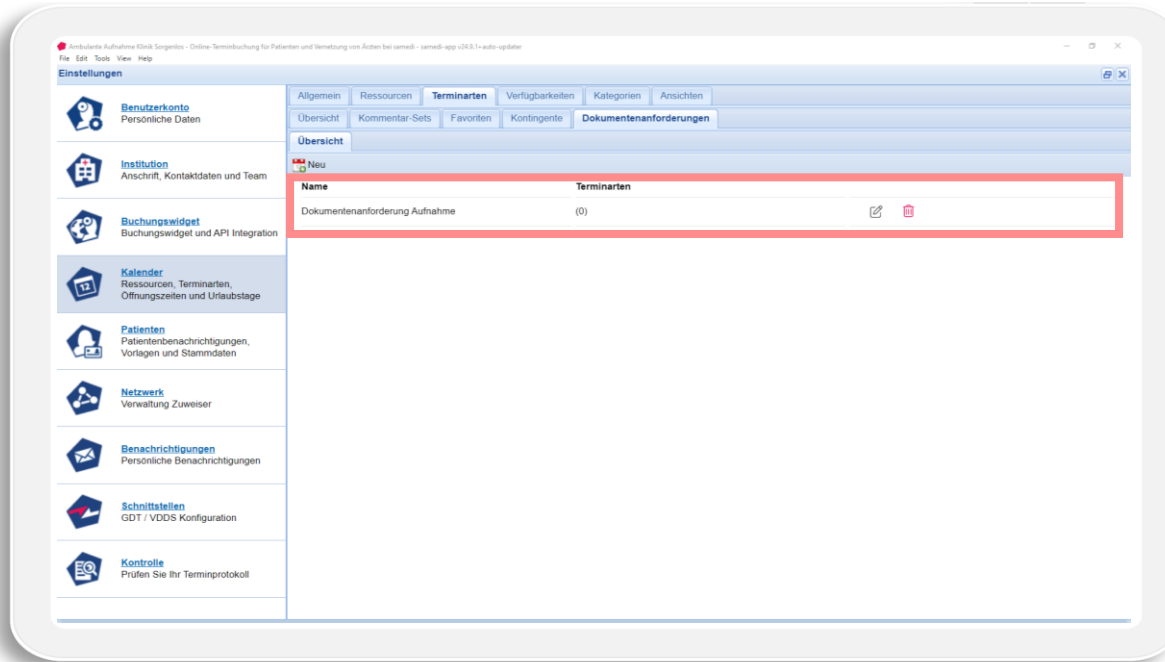 Ambulante Aufnahme Klinik Sorgenlos - Online-Terminbuchung für Patienten und Vernetzung von Ärzten bei samedi - samedi-app v24.9.1+auto-updater
File Edit Tools View Help
Einstellungen
Allgemein Ressourcen Terminarten Verfügbarkeiten Kategorien Ansichten
Übersicht Kommentar-Sets Favoriten Kontingente Dokumentenanforderungen
Übersicht
Neu
Name Terminarten
Dokumentenanforderung Aufnahme (0)
Benutzerkonto
Persönliche Daten
Institution
Anschrift, Kontaktdaten und Team
Buchungswidget
Buchungswidget und API Integration
12
Kalender
Ressourcen, Terminarten,
Öffnungszeiten und Urlaubstage
Patienten
Patientenbenachrichtigungen,
Vorlagen und Stammdaten
Netzwerk
Verwaltung Zuweiser
Benachrichtigungen
Persönliche Benachrichtigungen
Schnittstellen
GDT / VDDS Konfiguration
Kontrolle
Prüfen Sie Ihr Terminprotokoll